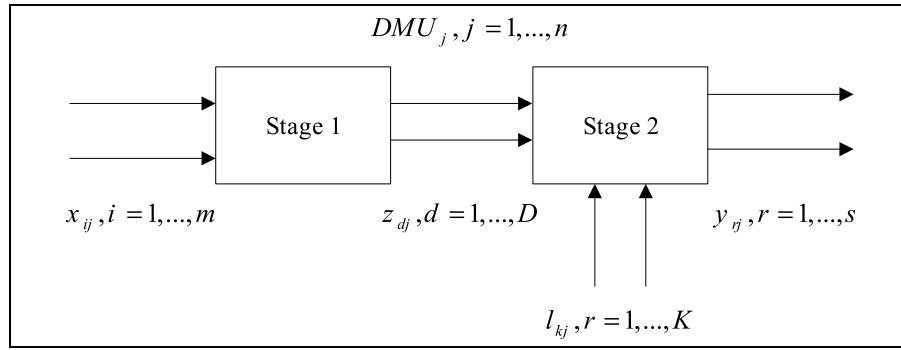 DMU_j, j = 1,...,n
Stage 1
Stage 2
x_ij, i = 1,...,m
z_dj, d = 1,...,D
y_rj, r = 1,...,s
l_kj, r = 1,...,K